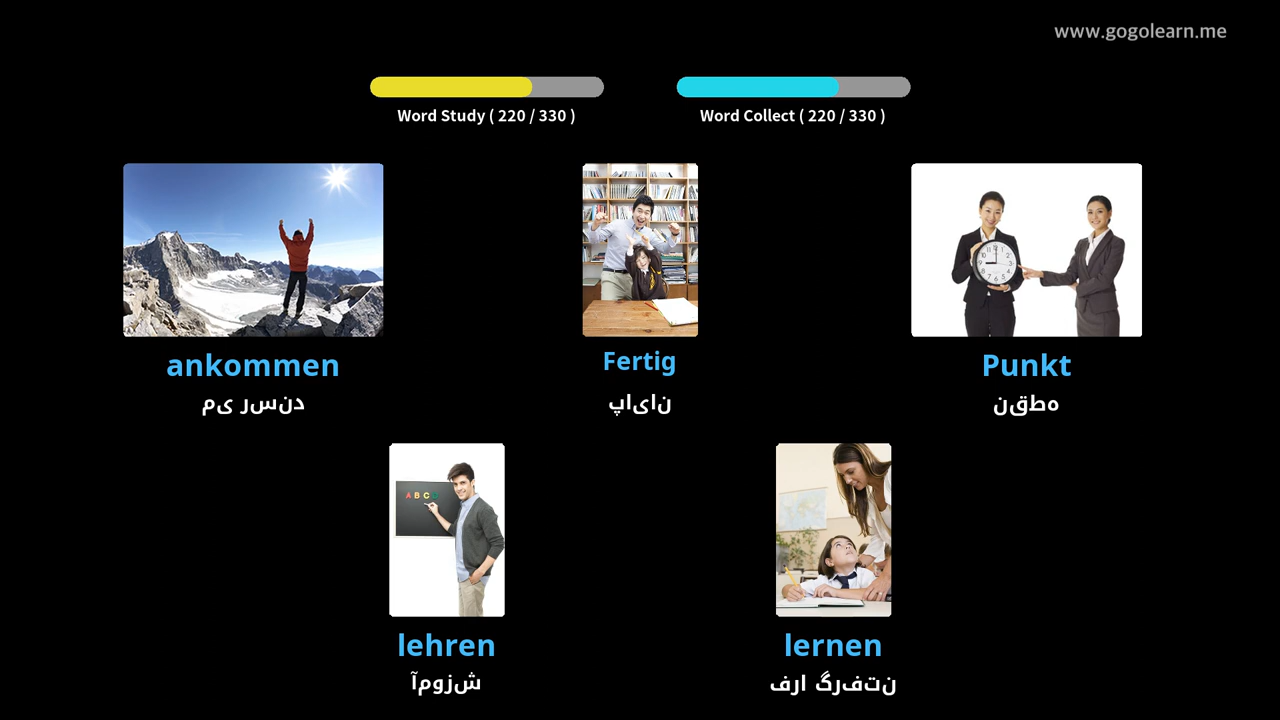 www.gogolearn.me
Word Study ( 220 / 330 )
Word Collect ( 220 / 330 )
ankommen
می رسند
Fertig
پایان
Punkt
نقطه
lehren
آموزش
lernen
فرا گرفتن